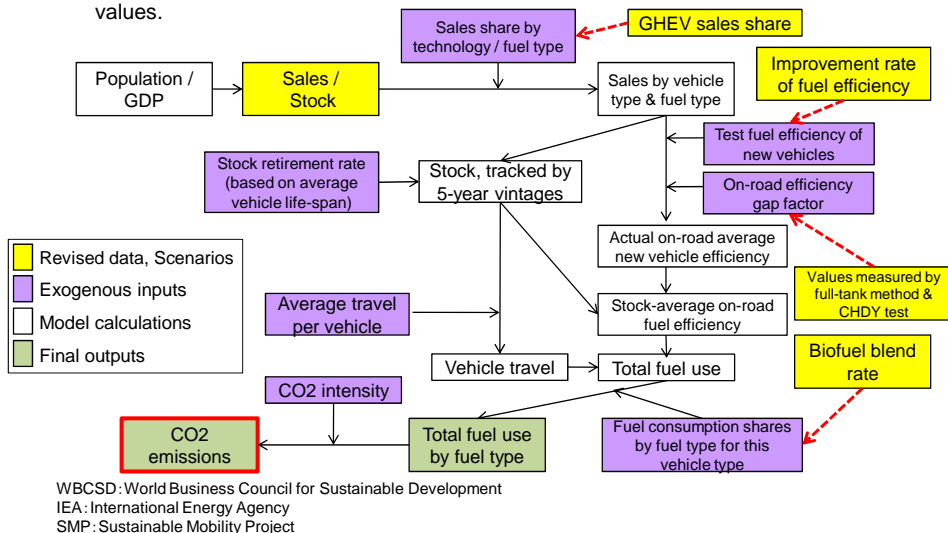 values.
Sales share by
technology / fuel type
GHEV sales share
Population /
GDP
Sales /
Stock
Sales by vehicle
type & fuel type
Improvement rate
of fuel efficiency
Test fuel efficiency of
new vehicles
Stock retirement rate
(based on average
vehicle life-span)
Stock, tracked by
5-year vintages
On-road efficiency
gap factor
Revised data, Scenarios
Exogenous inputs
Model calculations
Final outputs
Actual on-road average
new vehicle efficiency
Values measured by
full-tank method &
CHDY test
Average travel
per vehicle
Stock-average on-road
fuel efficiency
Vehicle travel
Total fuel use
Biofuel blend
rate
CO2 intensity
CO2
emissions
Total fuel use
by fuel type
Fuel consumption shares
by fuel type for this
vehicle type
WBCSD:World Business Council for Sustainable Development
IEA:International Energy Agency
SMP:Sustainable Mobility Project